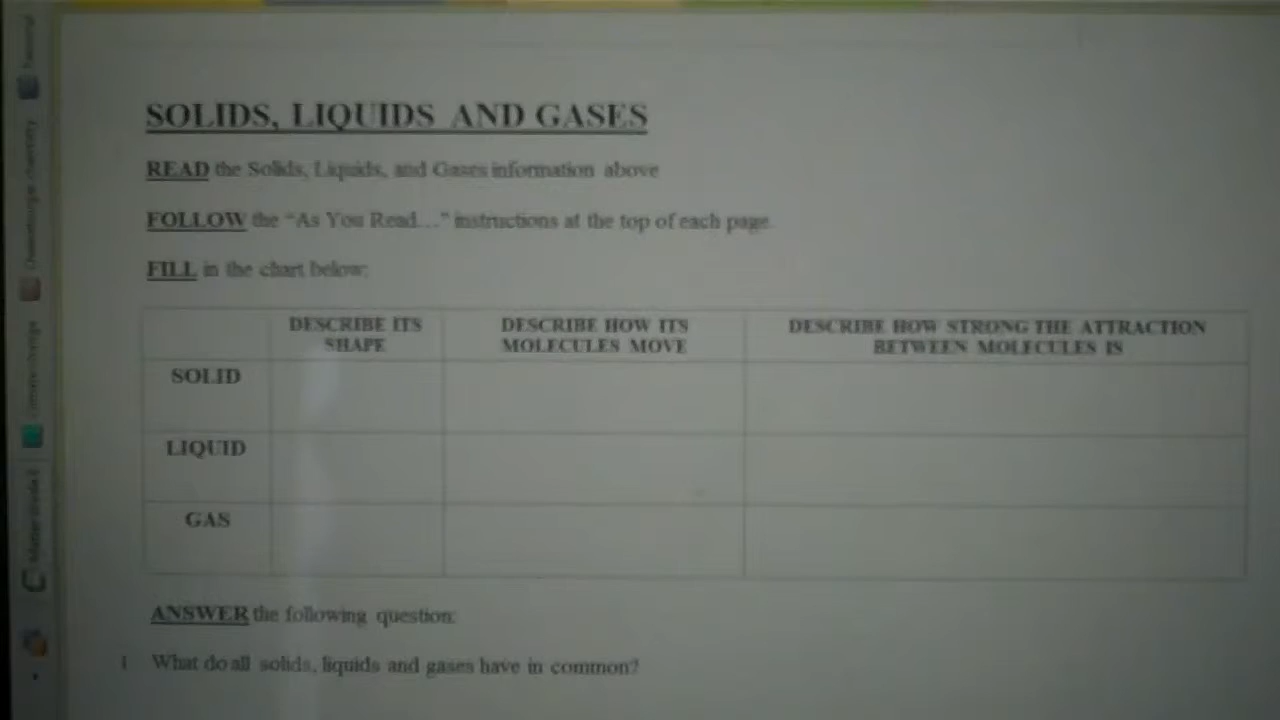 SOLIDS, LIQUIDS AND GASES
READ the Solids, Liquids, and Gases information above
FOLLOW the "As You Read..." instructions at the top of each page.
FILL in the chart below:
DESCRIBE ITS SHAPE
DESCRIBE HOW ITS MOLECULES MOVE
DESCRIBE HOW STRONG THE ATTRACTION BETWEEN MOLECULES IS
SOLID
LIQUID
GAS
ANSWER the following question:
1 What do all solids, liquids and gases have in common?